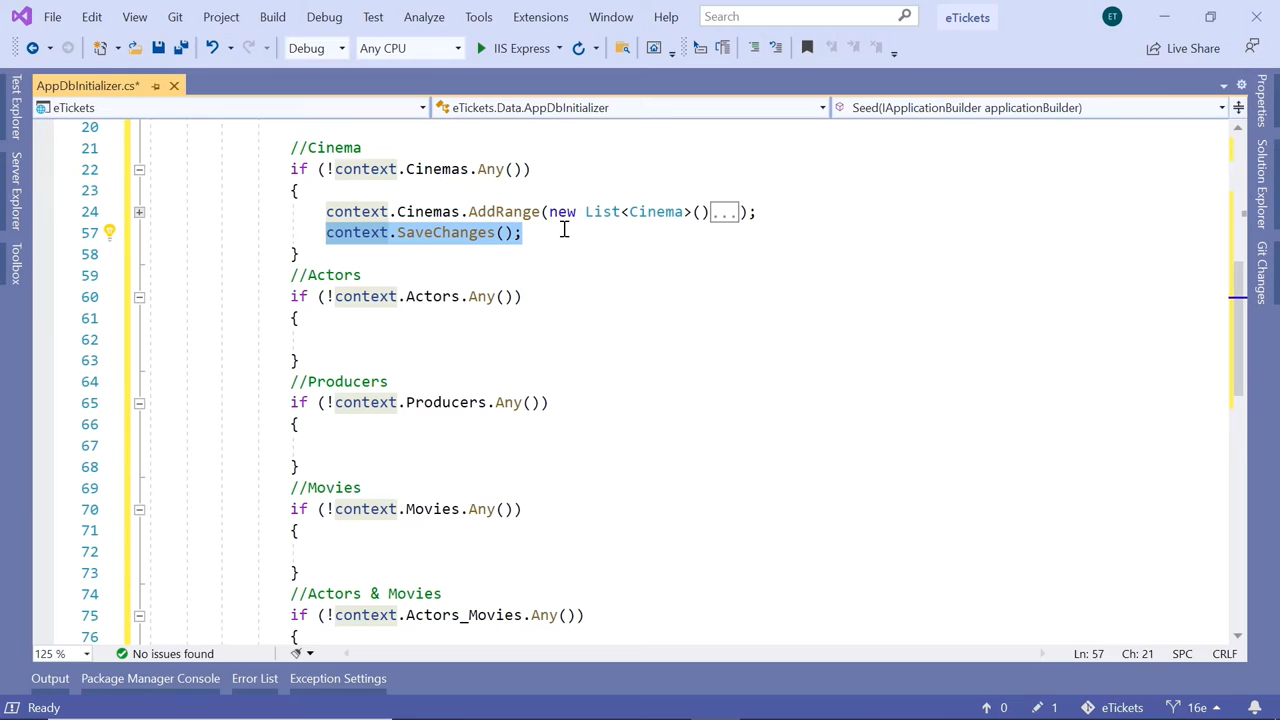 File Edit View Git Project Build Debug Test Analyze Tools Extensions Window Help Search eTickets ET
Debug Any CPU IIS Express Live Share
AppDbInitializer.cs*
eTickets eTickets.Data.AppDbInitializer Seed(IApplicationBuilder applicationBuilder)
Test Explorer
Server Explorer
Toolbox
20
21 //Cinema
22 if (!context.Cinemas.Any())
23 {
24 context.Cinemas.AddRange(new List<Cinema>()...);
57 context.SaveChanges();
58 }
59 //Actors
60 if (!context.Actors.Any())
61 {
62
63 }
64 //Producers
65 if (!context.Producers.Any())
66 {
67
68 }
69 //Movies
70 if (!context.Movies.Any())
71 {
72
73 }
74 //Actors & Movies
75 if (!context.Actors_Movies.Any())
76 {
Properties
Solution Explorer
Git Changes
125 % No issues found Ln: 57 Ch: 21 SPC CRLF
Output Package Manager Console Error List Exception Settings
Ready 0 1 eTickets 16e